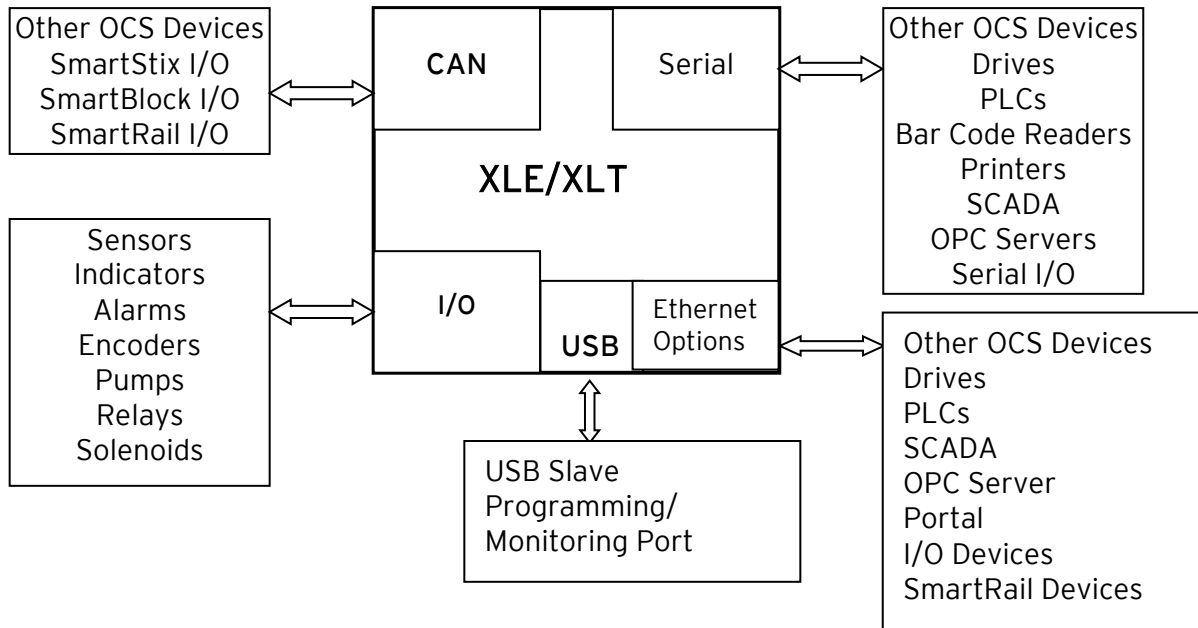 Other OCS Devices
SmartStix I/O
SmartBlock I/O
SmartRail I/O
CAN
Serial
Other OCS Devices
Drives
PLCs
Bar Code Readers
Printers
SCADA
OPC Servers
Serial I/O
XLE/XLT
Sensors
Indicators
Alarms
Encoders
Pumps
Relays
Solenoids
I/O
USB
Ethernet
Options
Other OCS Devices
Drives
PLCs
SCADA
OPC Server
Portal
I/O Devices
SmartRail Devices
USB Slave
Programming/
Monitoring Port